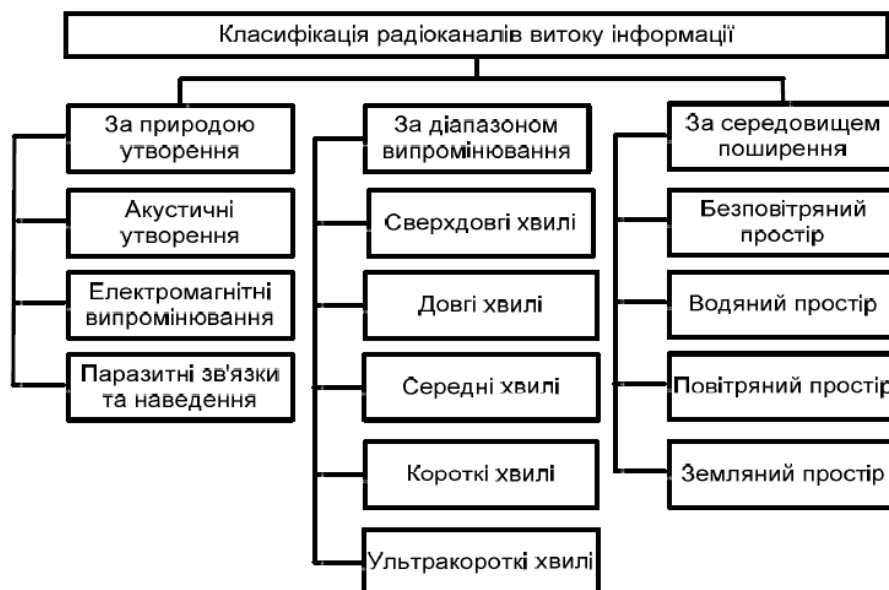 Класифікація радіоканалів витоку інформації
За природою
утворення
Акустичні
утворення
Електромагнітні
випромінювання
Паразитні зв'язки
та наведення
За діапазоном
випромінювання
Сверхдовгі хвилі
Довгі хвилі
Середні хвилі
Короткі хвилі
Ультракороткі хвилі
За середовищем
поширення
Безповітряний
простір
Водяний простір
Повітряний простір
Земляний простір